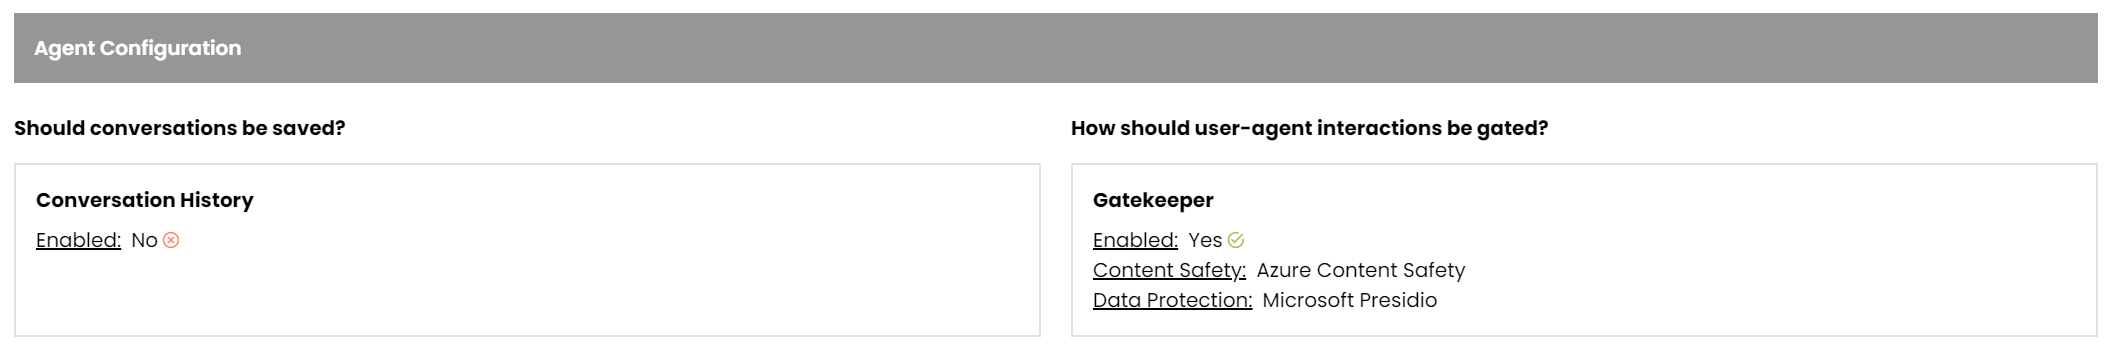 Agent Configuration
Should conversations be saved?
Conversation History
Enabled: No
How should user-agent interactions be gated?
Gatekeeper
Enabled: Yes
Content Safety: Azure Content Safety
Data Protection: Microsoft Presidio